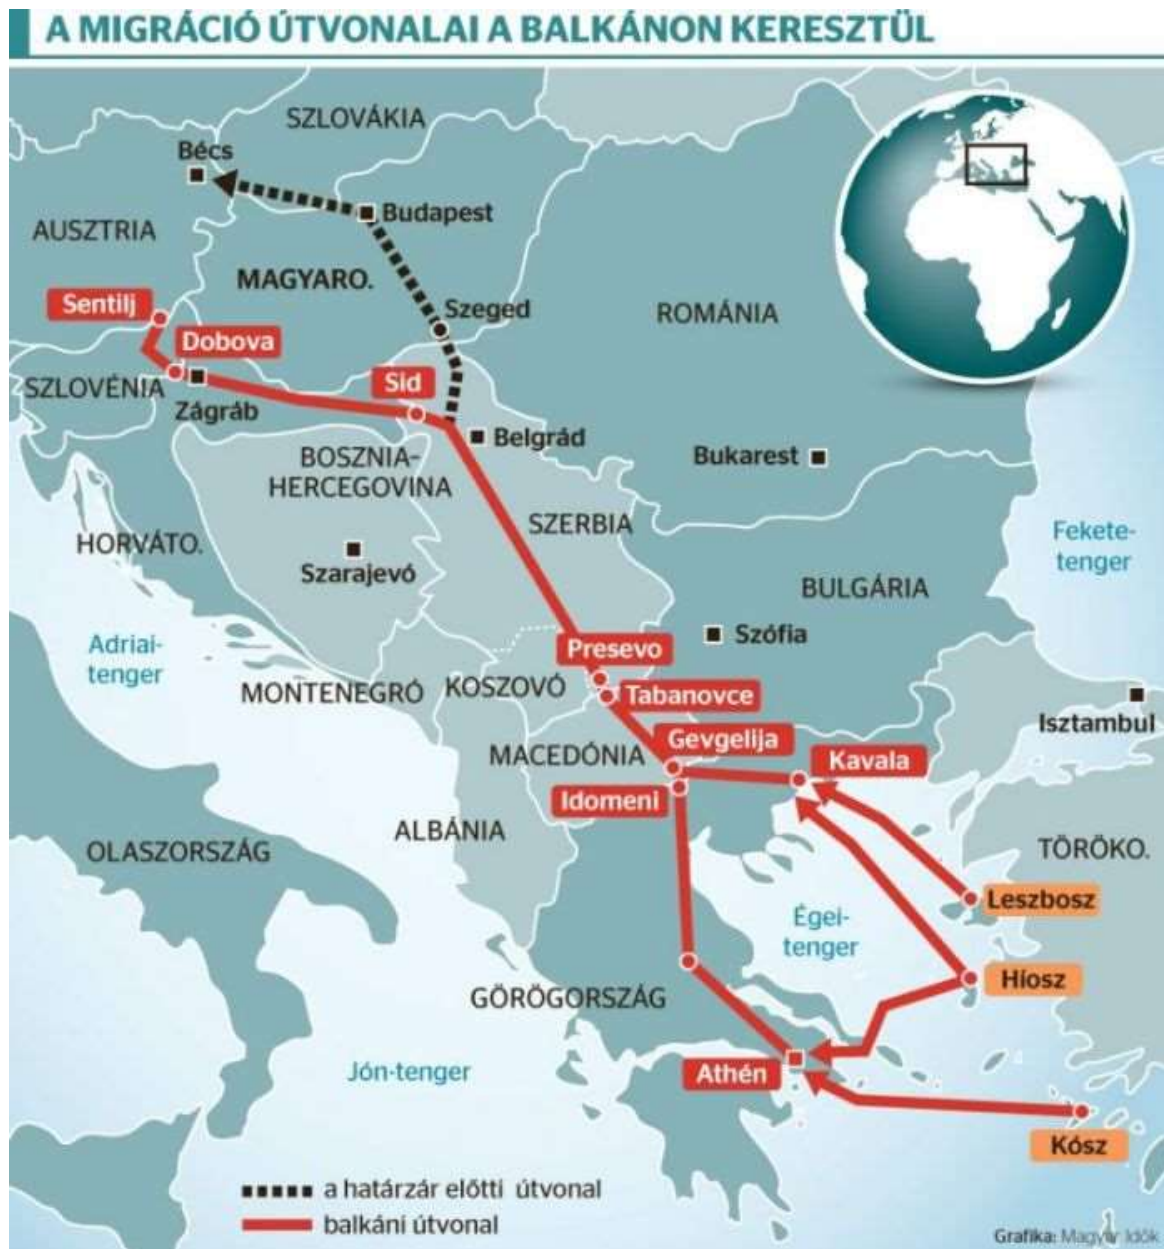 A MIGRÁCIÓ ÚTVONALAI A BALKÁNON KERESZTÜL
SZLOVÁKIA
Bécs
Budapest
AUSZTRIA
MAGYARO.
Sentilj
Szeged
ROMÁNIA
Dobova
Sid
SZLOVÉNIA
Zágráb
Belgrád
Bukarest
BOSZNIA-
HERCEGOVINA
SZERBIA
HORVÁTO.
Szarajevó
Fekete-
tenger
BULGÁRIA
Szófia
Adriai-
tenger
Presevo
MONTENEGRÓ
KOSZOVÓ
Tabanovce
Isztambul
Gevgelija
MACEDÓNIA
Kavala
Idomeni
ALBÁNIA
OLASZORSZÁG
TÖRÖKO.
Leszbosz
Égei-
tenger
Híosz
GÖRÖGORSZÁG
Jón-tenger
Athén
Kósz
a határzár előtti útvonal
balkáni útvonal
Grafika: Magyar Idők